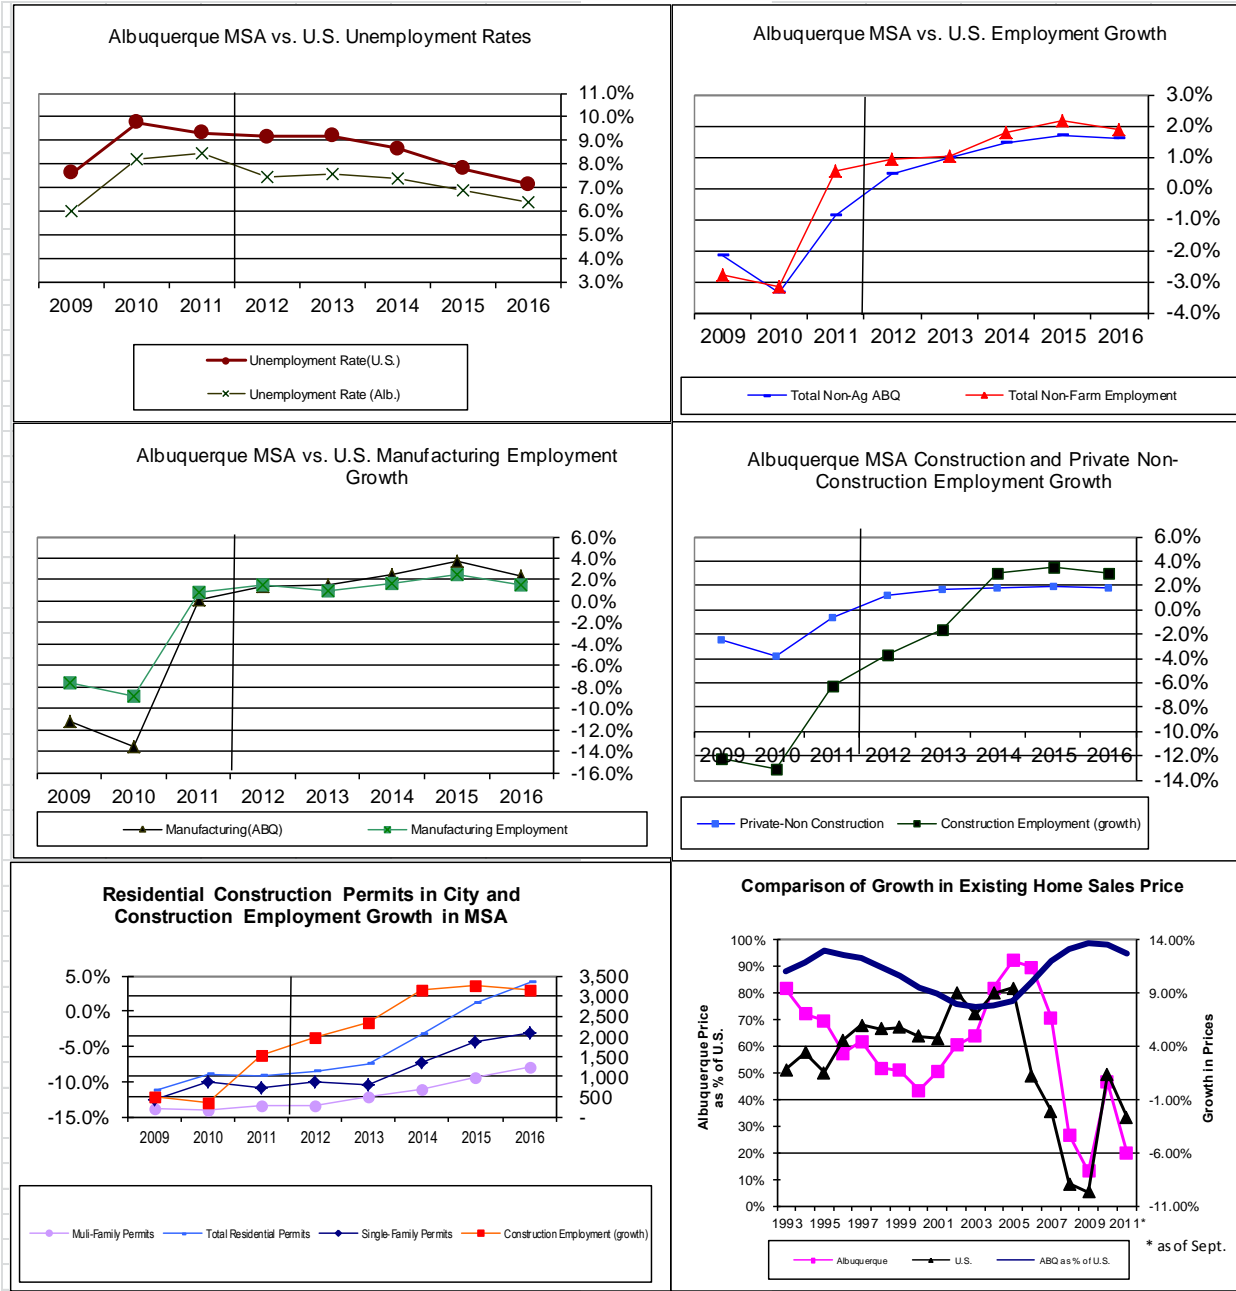 Albuquerque MSA vs. U.S. Unemployment Rates
11.0%
10.0%
9.0%
8.0%
7.0%
6.0%
5.0%
4.0%
3.0%
2009 2010 2011 2012 2013 2014 2015 2016
Unemployment Rate(U.S.)
Unemployment Rate (Alb.)
Albuquerque MSA vs. U.S. Employment Growth
3.0%
2.0%
1.0%
0.0%
-1.0%
-2.0%
-3.0%
-4.0%
2009 2010 2011 2012 2013 2014 2015 2016
Total Non-Ag ABQ Total Non-Farm Employment
Albuquerque MSA vs. U.S. Manufacturing Employment
Growth
6.0%
4.0%
2.0%
0.0%
-2.0%
-4.0%
-6.0%
-8.0%
-10.0%
-12.0%
-14.0%
-16.0%
2009 2010 2011 2012 2013 2014 2015 2016
Manufacturing(ABQ) Manufacturing Employment
Albuquerque MSA Construction and Private Non-
Construction Employment Growth
6.0%
4.0%
2.0%
0.0%
-2.0%
-4.0%
-6.0%
-8.0%
-10.0%
-12.0%
-14.0%
2009 2010 2011 2012 2013 2014 2015 2016
Private-Non Construction Construction Employment (growth)
Residential Construction Permits in City and
Construction Employment Growth in MSA
5.0%
0.0%
-5.0%
-10.0%
-15.0%
3,500
3,000
2,500
2,000
1,500
1,000
500
-
2009 2010 2011 2012 2013 2014 2015 2016
Muli-Family Permits Total Residential Permits Single-Family Permits Construction Employment (growth)
Comparison of Growth in Existing Home Sales Price
Albuquerque Price
as % of U.S.
100%
90%
80%
70%
60%
50%
40%
30%
20%
10%
0%
14.00%
9.00%
4.00%
-1.00%
-6.00%
-11.00%
Growth in Prices
1993 1995 1997 1999 2001 2003 2005 2007 2009 2011*
* as of Sept.
Albuquerque U.S. ABQ as % of U.S.